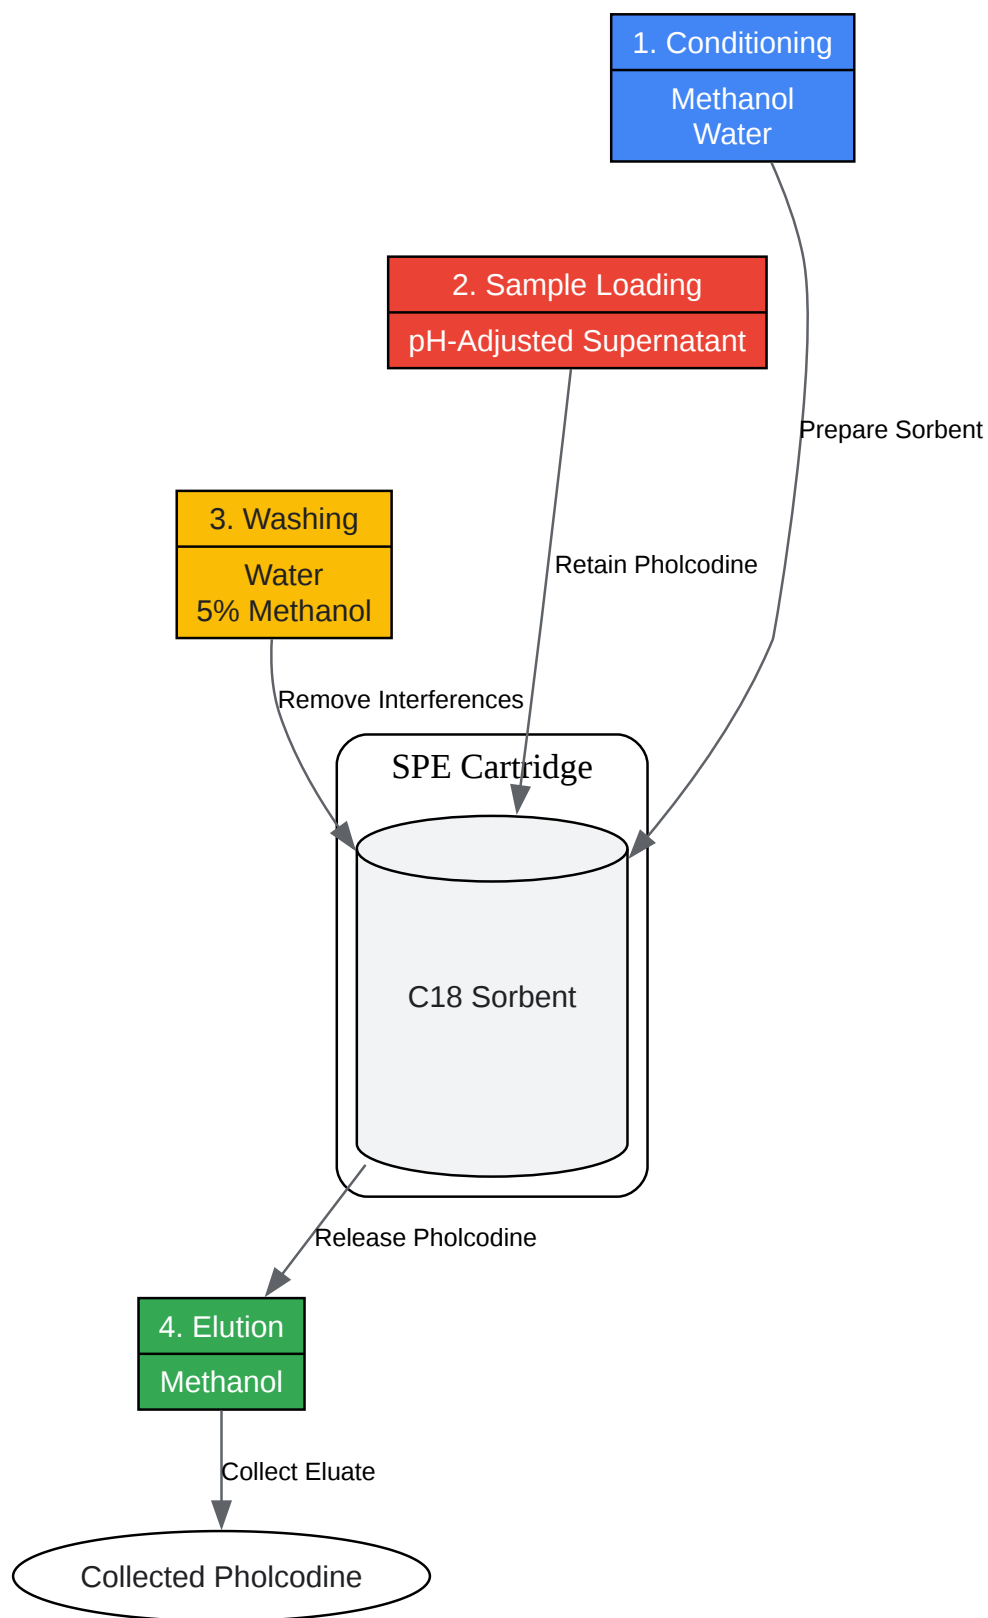 1. Conditioning
Methanol
Water
2. Sample Loading
pH-Adjusted Supernatant
Prepare Sorbent
3. Washing
Water
5% Methanol
Retain Pholcodine
Remove Interferences
SPE Cartridge
C18 Sorbent
Release Pholcodine
4. Elution
Methanol
Collect Eluate
Collected Pholcodine